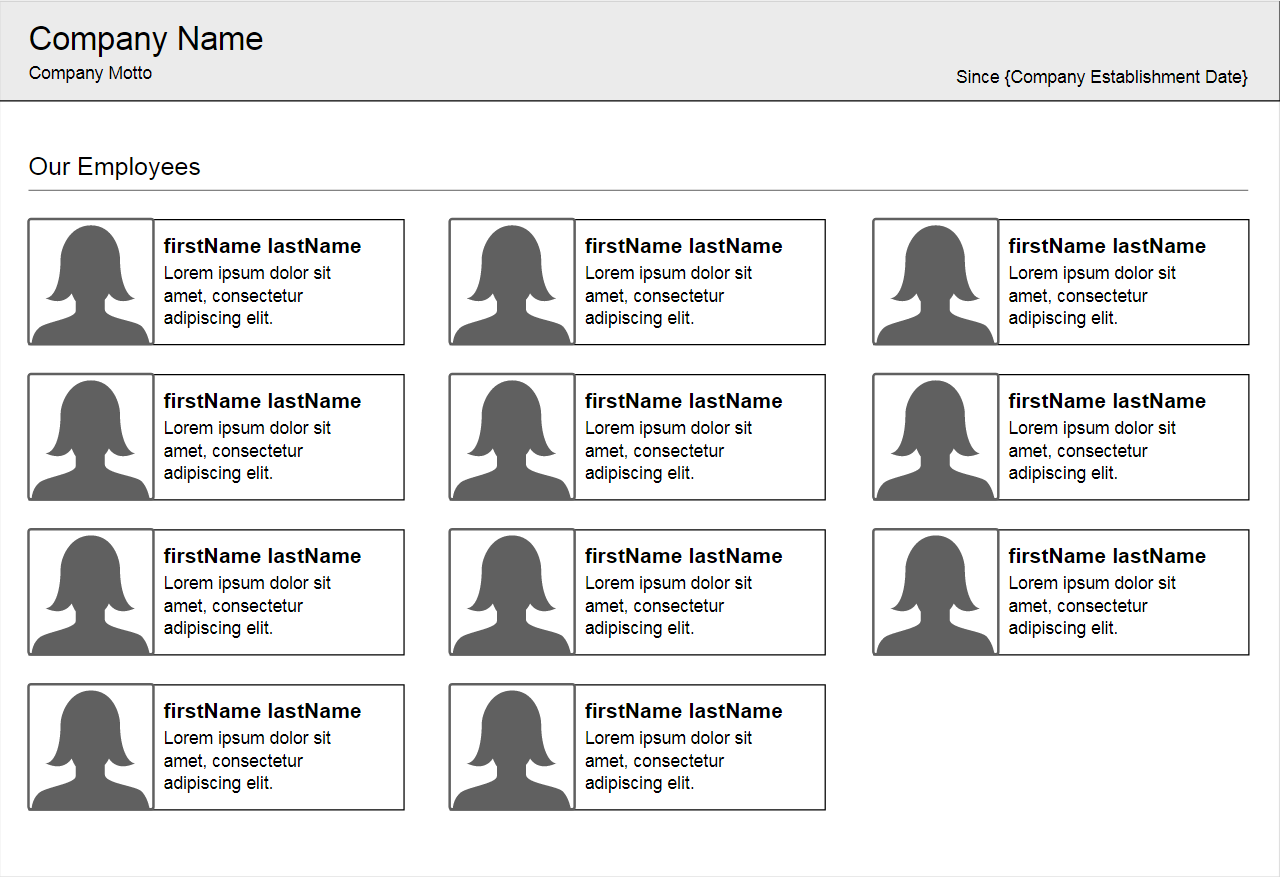 Company Name
Company Motto
Since {Company Establishment Date}
Our Employees
firstName lastName
Lorem ipsum dolor sit
amet, consectetur
adipiscing elit.
firstName lastName
Lorem ipsum dolor sit
amet, consectetur
adipiscing elit.
firstName lastName
Lorem ipsum dolor sit
amet, consectetur
adipiscing elit.
firstName lastName
Lorem ipsum dolor sit
amet, consectetur
adipiscing elit.
firstName lastName
Lorem ipsum dolor sit
amet, consectetur
adipiscing elit.
firstName lastName
Lorem ipsum dolor sit
amet, consectetur
adipiscing elit.
firstName lastName
Lorem ipsum dolor sit
amet, consectetur
adipiscing elit.
firstName lastName
Lorem ipsum dolor sit
amet, consectetur
adipiscing elit.
firstName lastName
Lorem ipsum dolor sit
amet, consectetur
adipiscing elit.
firstName lastName
Lorem ipsum dolor sit
amet, consectetur
adipiscing elit.
firstName lastName
Lorem ipsum dolor sit
amet, consectetur
adipiscing elit.